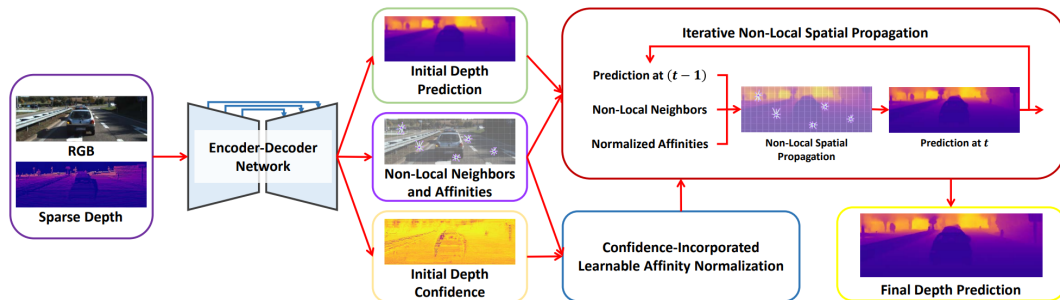 RGB
Sparse Depth
Encoder-Decoder
Network
Initial Depth
Prediction
Non-Local Neighbors
and Affinities
Initial Depth
Confidence
Iterative Non-Local Spatial Propagation
Prediction at (t − 1)
Non-Local Neighbors
Normalized Affinities
Non-Local Spatial
Propagation
Prediction at t
Confidence-Incorporated
Learnable Affinity Normalization
Final Depth Prediction